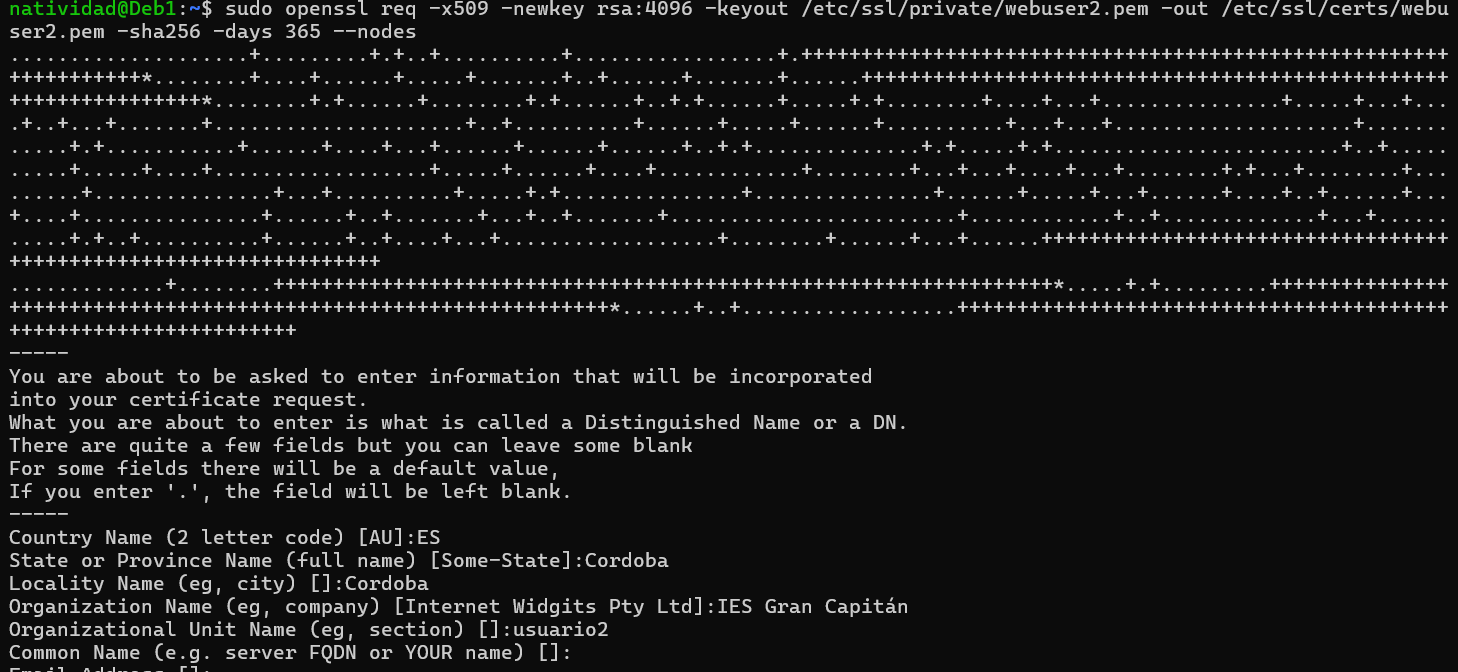 natividad@Deb1:~$ sudo openssl req -x509 -newkey rsa:4096 -keyout /etc/ssl/private/webuser2.pem -out /etc/ssl/certs/webu
ser2.pem -sha256 -days 365 --nodes
-----
You are about to be asked to enter information that will be incorporated
into your certificate request.
What you are about to enter is what is called a Distinguished Name or a DN.
There are quite a few fields but you can leave some blank
For some fields there will be a default value,
If you enter '.', the field will be left blank.
-----
Country Name (2 letter code) [AU]:ES
State or Province Name (full name) [Some-State]:Cordoba
Locality Name (eg, city) []:Cordoba
Organization Name (eg, company) [Internet Widgits Pty Ltd]:IES Gran Capitán
Organizational Unit Name (eg, section) []:usuario2
Common Name (e.g. server FQDN or YOUR name) []:
Email Address []: